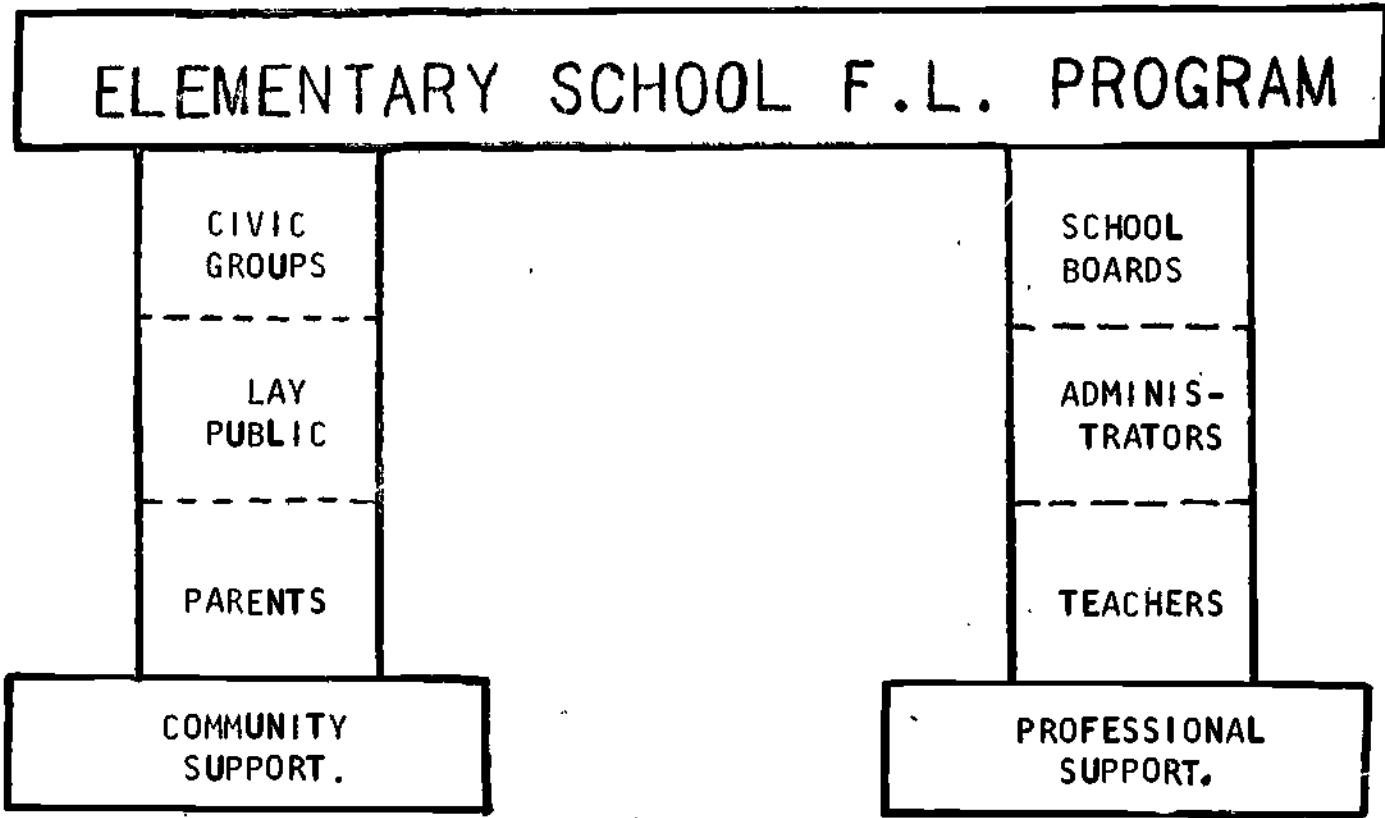 ELEMENTARY SCHOOL F.L. PROGRAM
CIVIC
GROUPS
LAY
PUBLIC
PARENTS
COMMUNITY
SUPPORT.
SCHOOL
BOARDS
ADMINIS-
TRATORS
TEACHERS
PROFESSIONAL
SUPPORT.